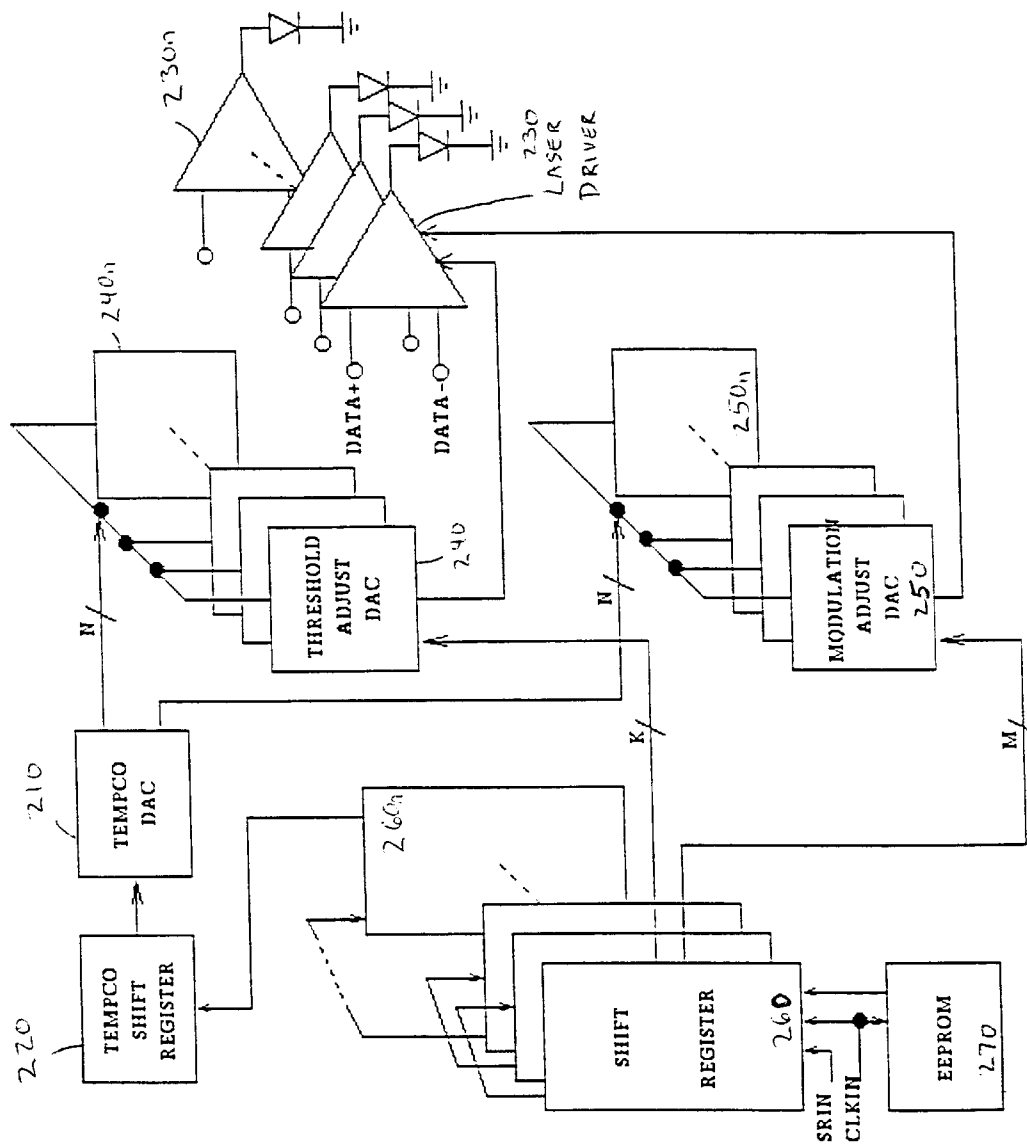 220
TEMPCO
SHIFT
REGISTER
210
TEMPCO
DAC
N
240n
230n
THRESHOLD
ADJUST
DAC
240
DATA+
DATA-
230
LASER
DRIVER
N
250n
MODULATION
ADJUST
DAC
250
K
M
260n
SHIFT
REGISTER
260
SRIN
CLKIN
EEPROM
270